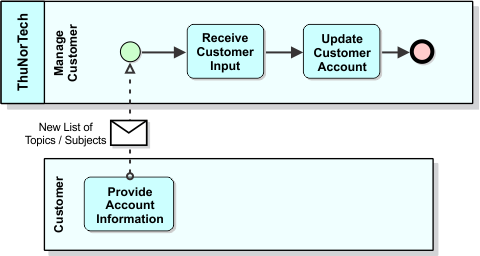 ThuNorTech
Manage
Customer
Receive
Customer
Input
Update
Customer
Account
New List of
Topics / Subjects
Customer
Provide
Account
Information